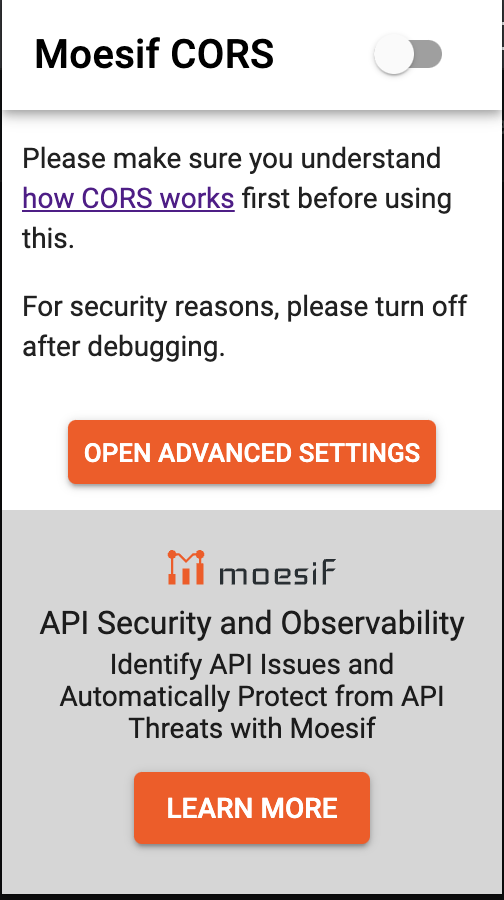 Moesif CORS
Please make sure you understand
how CORS works first before using
this.
For security reasons, please turn off
after debugging.
OPEN ADVANCED SETTINGS
moesif
API Security and Observability
Identify API Issues and
Automatically Protect from API
Threats with Moesif
LEARN MORE